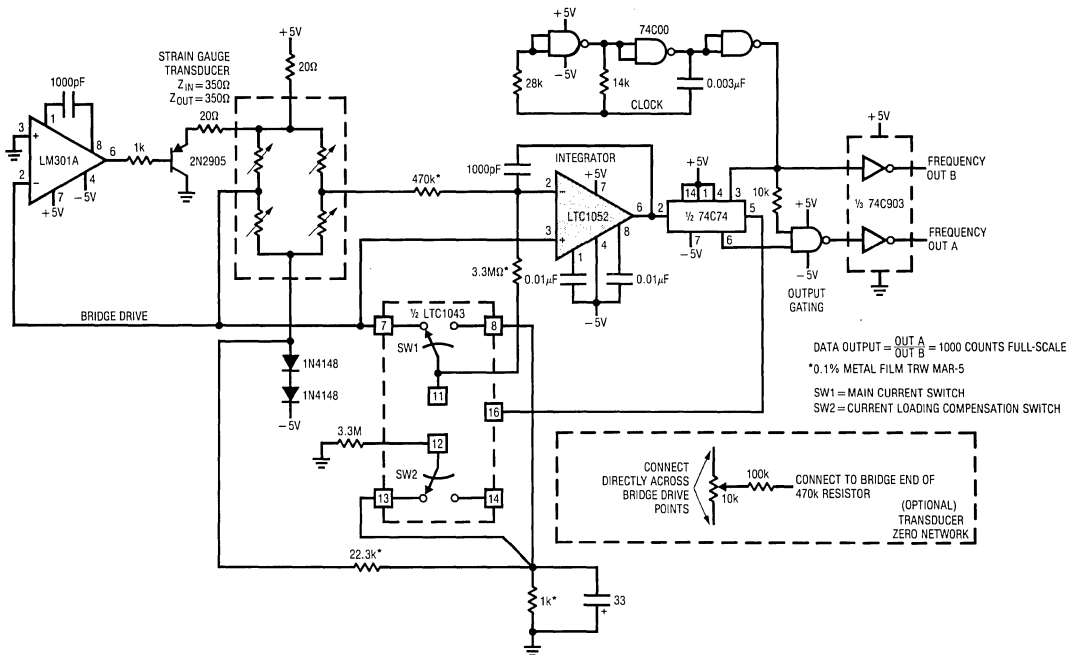 +5V
STRAIN GAUGE
TRANSDUCER
ZIN = 350Ω
ZOUT = 350Ω
20Ω
1000pF
1
3
+
LM301A
8
6
2
−
7
+5V
4
−5V
1k
20Ω
2N2905
+5V
74C00
−5V
28k
14k
0.003µF
CLOCK
1000pF
INTEGRATOR
470k*
2
−
+5V
7
LTC1052
6
3
+
1
4
8
3.3MΩ*
0.01µF
0.01µF
−5V
+5V
14
1
4
3
2
½ 74C74
5
7
−5V
6
10k
+5V
−5V
OUTPUT
GATING
+5V
FREQUENCY
OUT B
⅓ 74C903
FREQUENCY
OUT A
BRIDGE DRIVE
½ LTC1043
7
8
SW1
11
16
12
SW2
13
14
3.3M
1N4148
1N4148
−5V
22.3k*
1k*
33
+
DATA OUTPUT = OUT A / OUT B = 1000 COUNTS FULL-SCALE
*0.1% METAL FILM TRW MAR-5
SW1 = MAIN CURRENT SWITCH
SW2 = CURRENT LOADING COMPENSATION SWITCH
CONNECT
DIRECTLY ACROSS
BRIDGE DRIVE
POINTS
10k
100k
CONNECT TO BRIDGE END OF
470k RESISTOR
(OPTIONAL)
TRANSDUCER
ZERO NETWORK